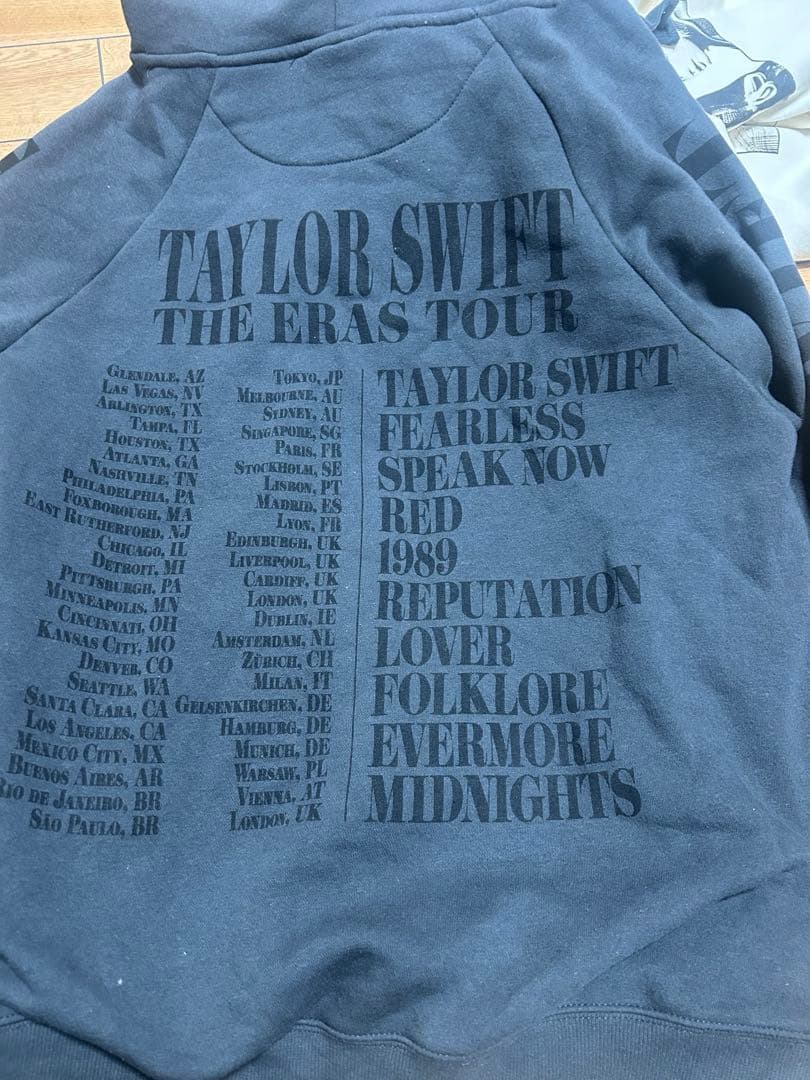 TAYLOR SWIFT
THE ERAS TOUR
GLENDALE, AZ
LAS VEGAS, NV
ARLINGTON, TX
TAMPA, FL
HOUSTON, TX
ATLANTA, GA
NASHVILLE, TN
PHILADELPHIA, PA
FOXBOROUGH, MA
EAST RUTHERFORD, NJ
CHICAGO, IL
DETROIT, MI
PITTSBURGH, PA
MINNEAPOLIS, MN
CINCINNATI, OH
KANSAS CITY, MO
DENVER, CO
SEATTLE, WA
SANTA CLARA, CA
LOS ANGELES, CA
MEXICO CITY, MX
BUENOS AIRES, AR
RIO DE JANEIRO, BR
SÃO PAULO, BR
TOKYO, JP
MELBOURNE, AU
SYDNEY, AU
SINGAPORE, SG
PARIS, FR
STOCKHOLM, SE
LISBON, PT
MADRID, ES
LYON, FR
EDINBURGH, UK
LIVERPOOL, UK
CARDIFF, UK
LONDON, UK
DUBLIN, IE
AMSTERDAM, NL
ZÜRICH, CH
MILAN, IT
GELSENKIRCHEN, DE
HAMBURG, DE
MUNICH, DE
WARSAW, PL
VIENNA, AT
LONDON, UK
TAYLOR SWIFT
FEARLESS
SPEAK NOW
RED
1989
REPUTATION
LOVER
FOLKLORE
EVERMORE
MIDNIGHTS